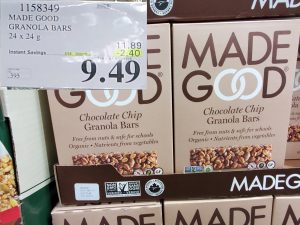 1158349
MADE GOOD
GRANOLA BARS
24 x 24 g
11.89
Instant Savings
-2.40
9.49
MADE
GOOD
Chocolate Chip
Granola Bars
Free from nuts & safe for schools
Organic • Nutrients from vegetables
MADE
GOOD
Chocolate Chip
Granola Bars
Free from nuts & safe for schools
Organic • Nutrients from vegetables
MADEG
MADE
MADE